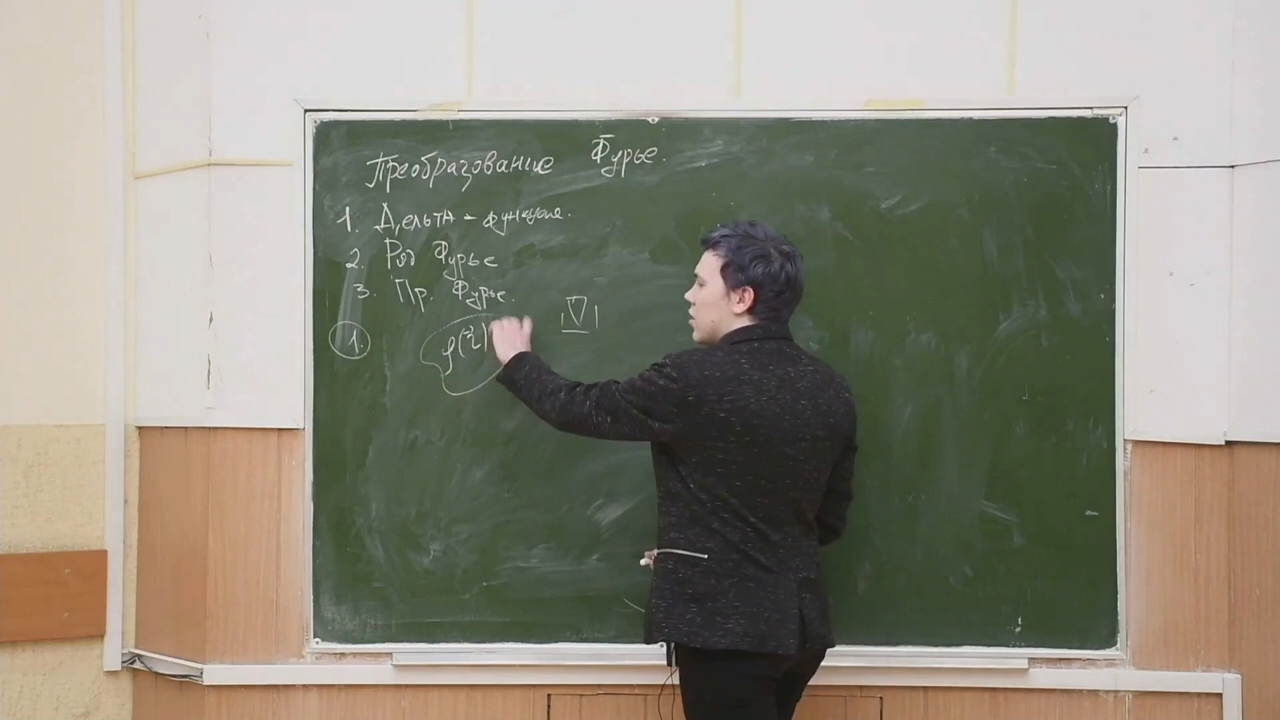 Преобразование Фурье.
1. Дельта - функция.
2. Ряд Фурье
3. Пр. Фурье.
1.